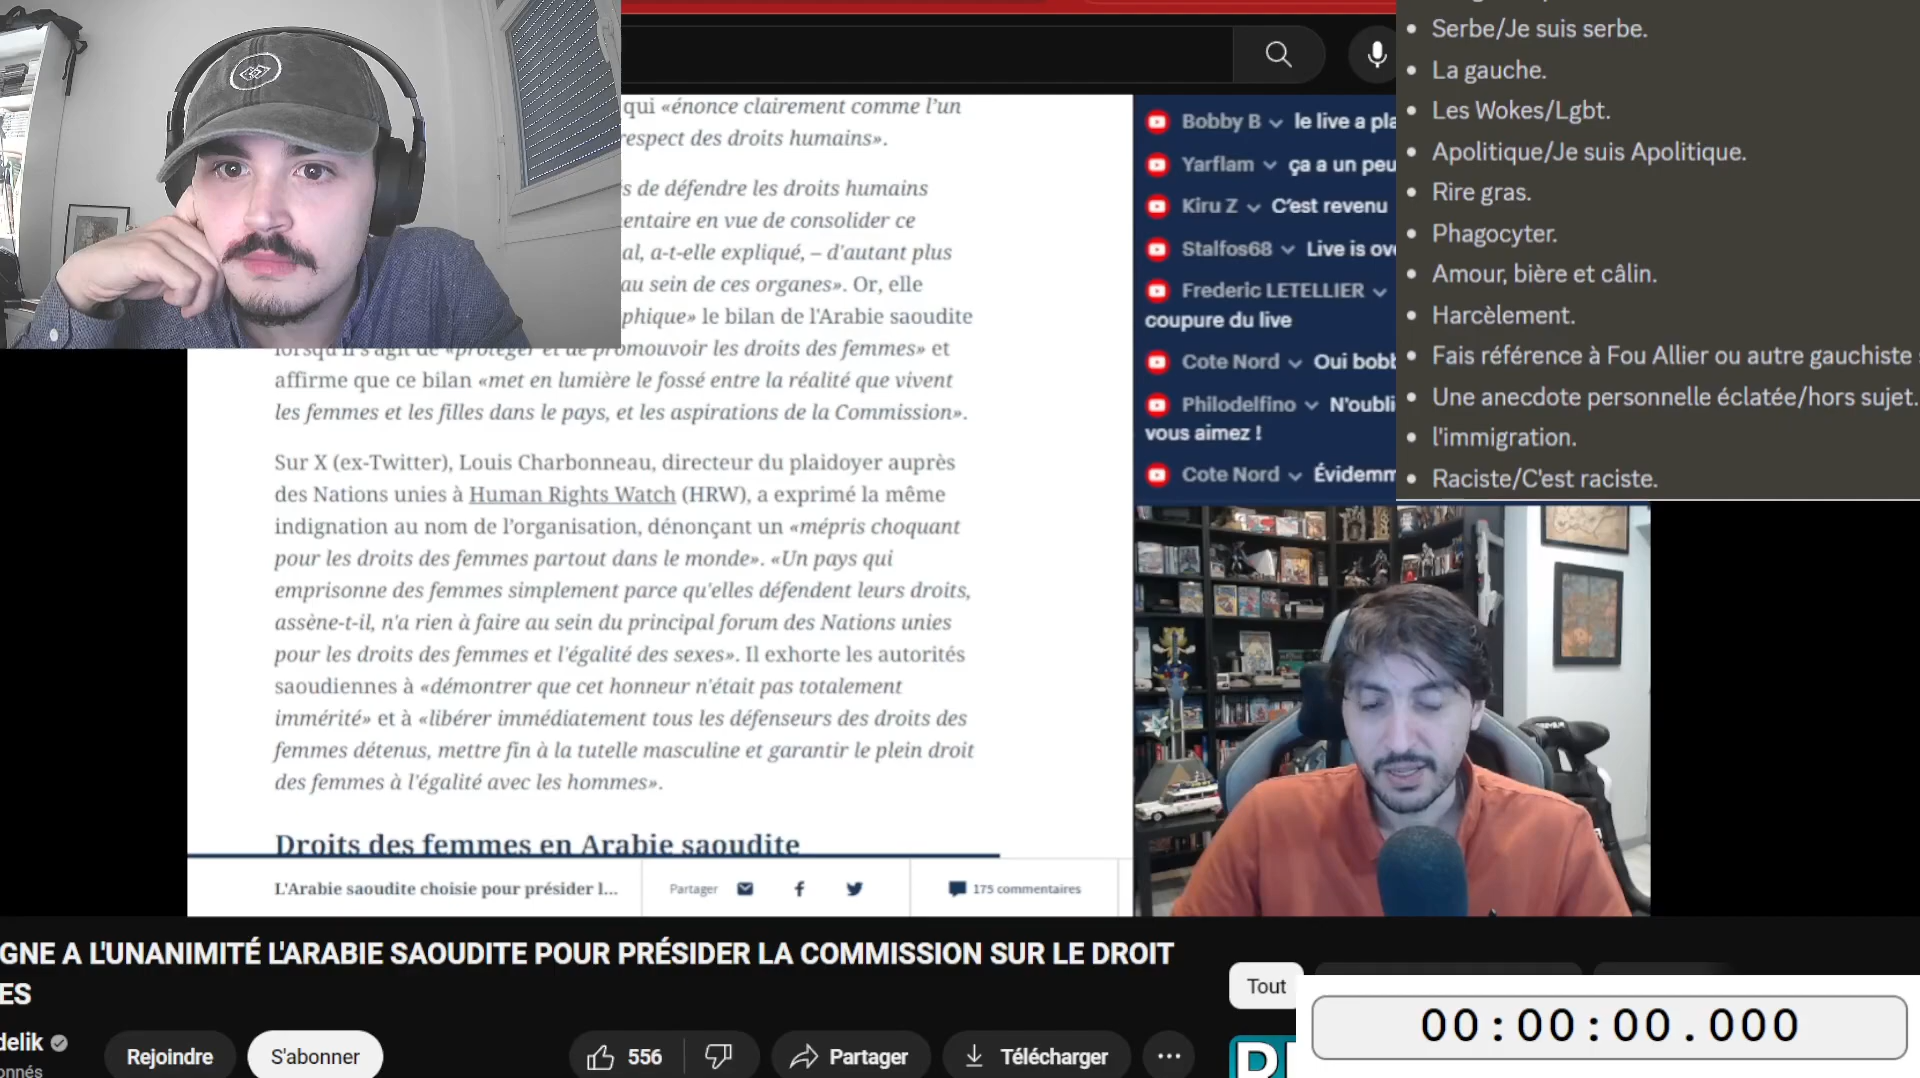 qui «énonce clairement comme l'un
respect des droits humains».
s de défendre les droits humains
entaire en vue de consolider ce
al, a-t-elle expliqué, – d'autant plus
au sein de ces organes». Or, elle
phique» le bilan de l'Arabie saoudite
lorsqu'il s'agit de «protéger et de promouvoir les droits des femmes» et
affirme que ce bilan «met en lumière le fossé entre la réalité que vivent
les femmes et les filles dans le pays, et les aspirations de la Commission».
Sur X (ex-Twitter), Louis Charbonneau, directeur du plaidoyer auprès
des Nations unies à Human Rights Watch (HRW), a exprimé la même
indignation au nom de l'organisation, dénonçant un «mépris choquant
pour les droits des femmes partout dans le monde». «Un pays qui
emprisonne des femmes simplement parce qu'elles défendent leurs droits,
assène-t-il, n'a rien à faire au sein du principal forum des Nations unies
pour les droits des femmes et l'égalité des sexes». Il exhorte les autorités
saoudiennes à «démontrer que cet honneur n'était pas totalement
immérité» et à «libérer immédiatement tous les défenseurs des droits des
femmes détenus, mettre fin à la tutelle masculine et garantir le plein droit
des femmes à l'égalité avec les hommes».
Droits des femmes en Arabie saoudite
L'Arabie saoudite choisie pour présider l...
Partager
175 commentaires
Bobby B le live a pla
Yarflam ça a un peu
Kiru Z C'est revenu
Stalfos68 Live is ov
Frederic LETELLIER
coupure du live
Cote Nord Oui bobb
Philodelfino N'oubli
vous aimez !
Cote Nord Évidemm
Serbe/Je suis serbe.
La gauche.
Les Wokes/Lgbt.
Apolitique/Je suis Apolitique.
Rire gras.
Phagocyter.
Amour, bière et câlin.
Harcèlement.
Fais référence à Fou Allier ou autre gauchiste
Une anecdote personnelle éclatée/hors sujet.
l'immigration.
Raciste/C'est raciste.
GNE A L'UNANIMITÉ L'ARABIE SAOUDITE POUR PRÉSIDER LA COMMISSION SUR LE DROIT
ES
delik
onnés
Rejoindre
S'abonner
556
Partager
Télécharger
Tout
00:00:00.000